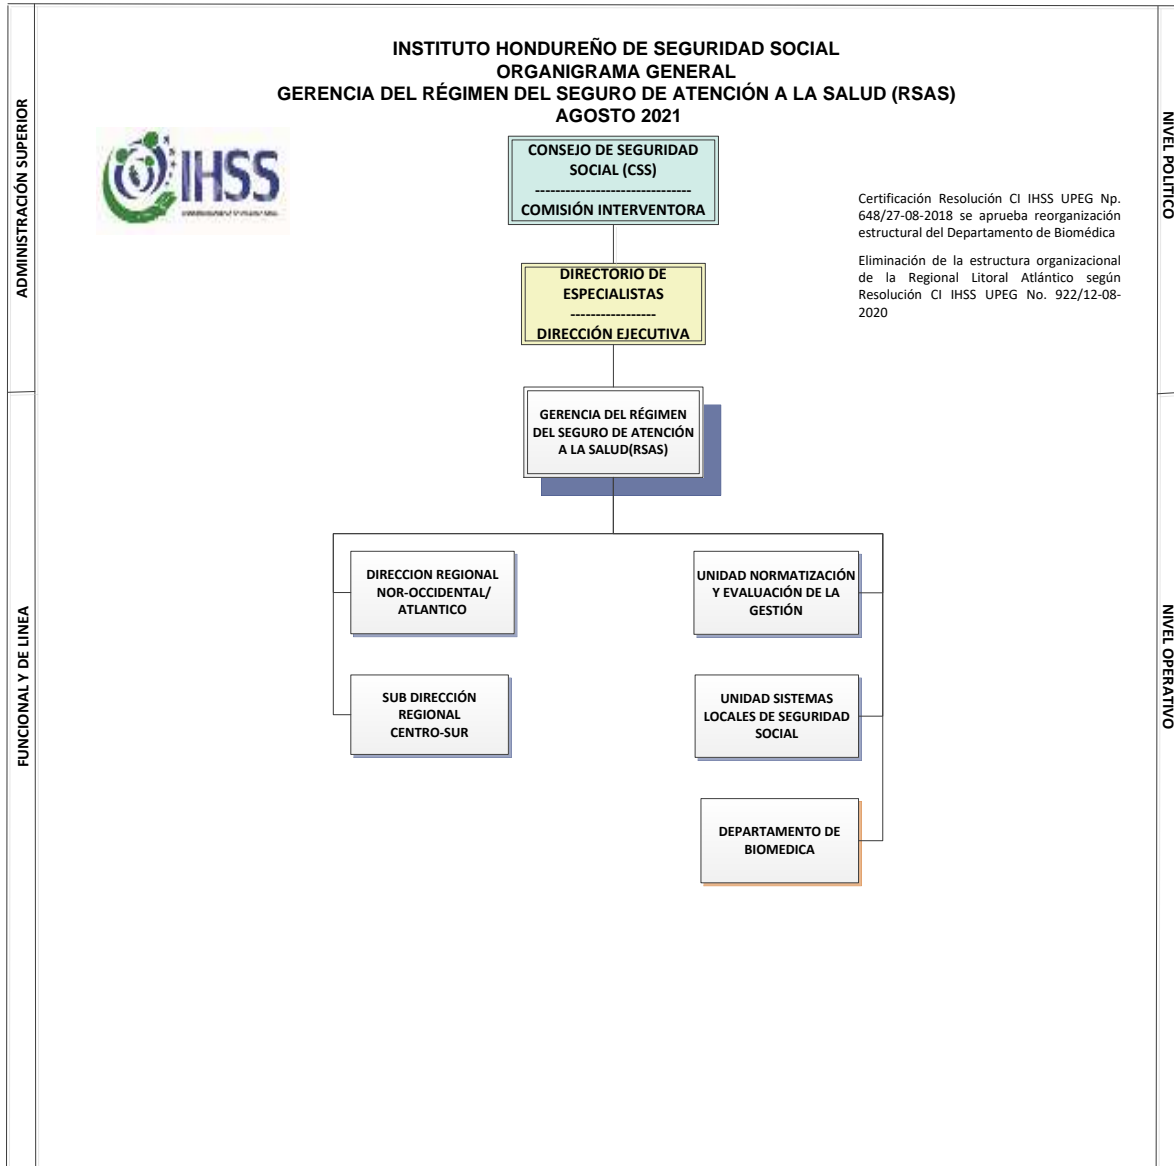 INSTITUTO HONDUREÑO DE SEGURIDAD SOCIAL
ORGANIGRAMA GENERAL
GERENCIA DEL RÉGIMEN DEL SEGURO DE ATENCIÓN A LA SALUD (RSAS)
AGOSTO 2021
ADMINISTRACIÓN SUPERIOR
NIVEL POLITICO
IHSS
CONSEJO DE SEGURIDAD
SOCIAL (CSS)
--------------------------------
COMISIÓN INTERVENTORA
Certificación Resolución CI IHSS UPEG Np.
648/27-08-2018 se aprueba reorganización
estructural del Departamento de Biomédica
Eliminación de la estructura organizacional
de la Regional Litoral Atlántico según
Resolución CI IHSS UPEG No. 922/12-08-
2020
DIRECTORIO DE
ESPECIALISTAS
-----------------
DIRECCIÓN EJECUTIVA
GERENCIA DEL RÉGIMEN
DEL SEGURO DE ATENCIÓN
A LA SALUD(RSAS)
FUNCIONAL Y DE LINEA
NIVEL OPERATIVO
DIRECCION REGIONAL
NOR-OCCIDENTAL/
ATLANTICO
UNIDAD NORMATIZACIÓN
Y EVALUACIÓN DE LA
GESTIÓN
SUB DIRECCIÓN
REGIONAL
CENTRO-SUR
UNIDAD SISTEMAS
LOCALES DE SEGURIDAD
SOCIAL
DEPARTAMENTO DE
BIOMEDICA